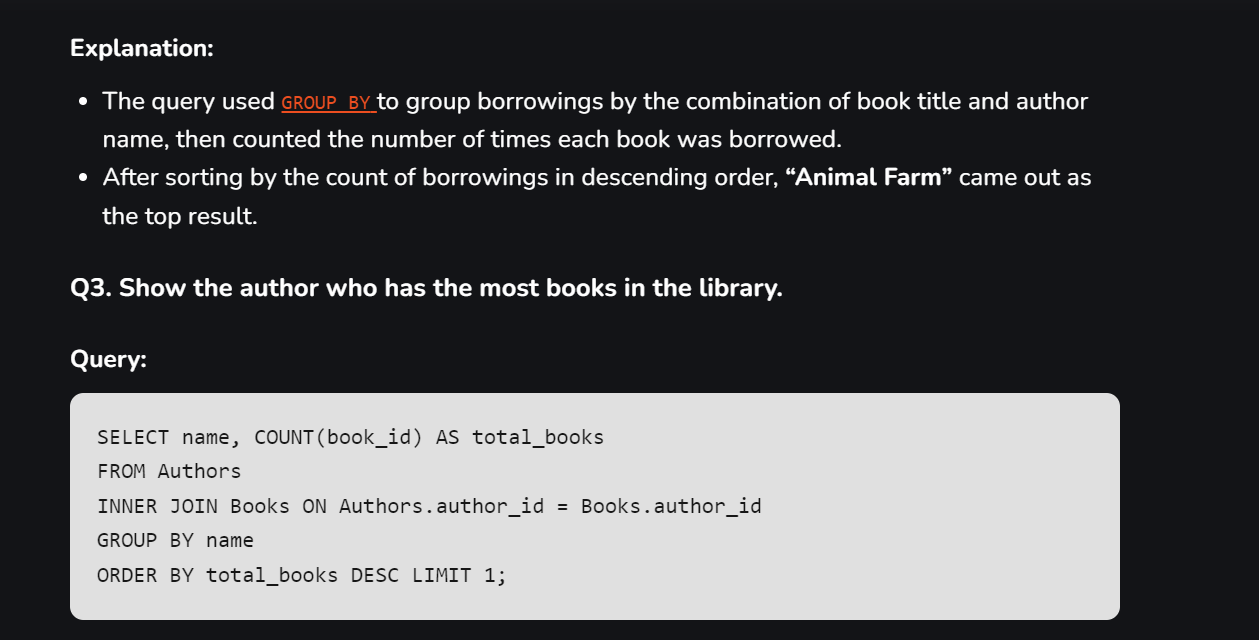 Explanation:
• The query used GROUP BY to group borrowings by the combination of book title and author
name, then counted the number of times each book was borrowed.
• After sorting by the count of borrowings in descending order, “Animal Farm” came out as
the top result.
Q3. Show the author who has the most books in the library.
Query:
SELECT name, COUNT(book_id) AS total_books
FROM Authors
INNER JOIN Books ON Authors.author_id = Books.author_id
GROUP BY name
ORDER BY total_books DESC LIMIT 1;